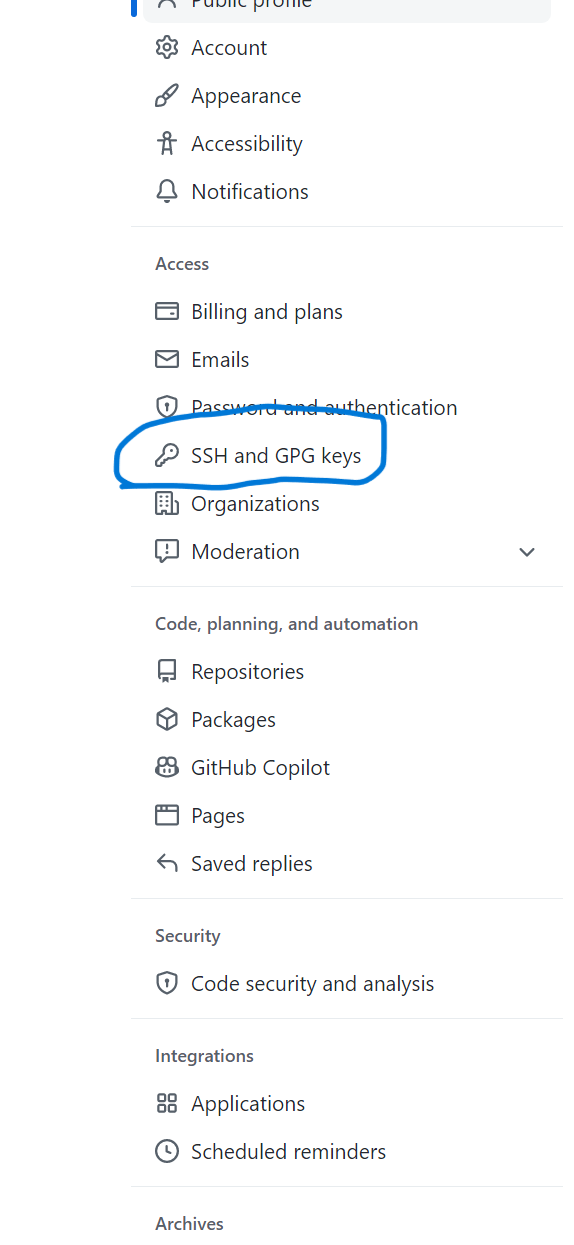 Public profile
Account
Appearance
Accessibility
Notifications
Access
Billing and plans
Emails
Password and authentication
SSH and GPG keys
Organizations
Moderation
Code, planning, and automation
Repositories
Packages
GitHub Copilot
Pages
Saved replies
Security
Code security and analysis
Integrations
Applications
Scheduled reminders
Archives